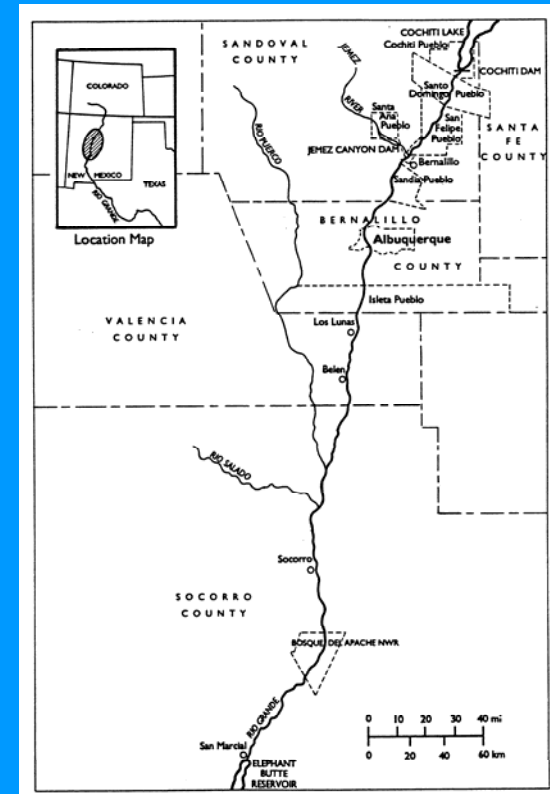 COCHITI LAKE
Cochiti Pueblo
SANDOVAL
COUNTY
JEMEZ
RIVER
COCHITI DAM
COLORADO
Santo
Domingo Pueblo
Santa
Ana
Pueblo
San
Felipe
Pueblo
SANTA
FE
COUNTY
RIO PUERCO
JEMEZ CANYON DAM
Bernalillo
Sandia Pueblo
NEW MEXICO
TEXAS
RIO GRANDE
Location Map
BERNALILLO
Albuquerque
COUNTY
Isleta Pueblo
VALENCIA
COUNTY
Los Lunas
Belen
RIO SALADO
Socorro
SOCORRO
COUNTY
BOSQUE DEL APACHE NWR
RIO GRANDE
San Marcial
ELEPHANT
BUTTE
RESERVOIR
0 10 20 30 40 mi
0 20 40 60 km